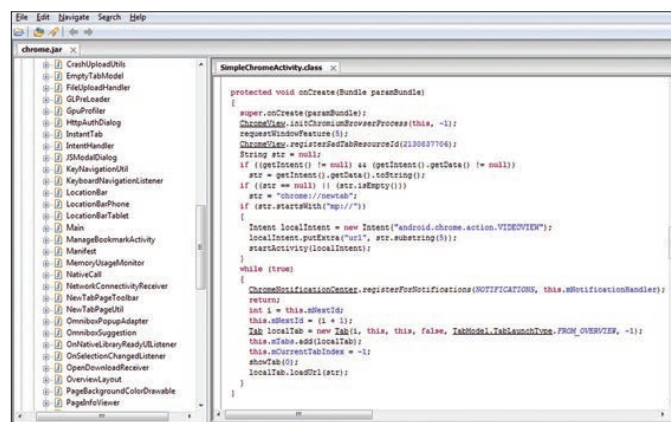 File Edit Navigate Search Help
chrome.jar
CrashUploadUtils
EmptyTabModel
FileUploadHandler
GLPreLoader
GpuProfiler
HttpAuthDialog
InstantTab
IntentHandler
JSModalDialog
KeyNavigationUtil
KeyboardNavigationListener
LocationBar
LocationBarPhone
LocationBarTablet
Main
ManageBookmarkActivity
Manifest
MemoryUsageMonitor
NativeCall
NetworkConnectivityReceiver
NewTabPageToolbar
NewTabPageUtil
OmniboxPopupAdapter
OmniboxSuggestion
OnNativeLibraryReadyUIListener
OnSelectionChangedListener
OpenDownloadReceiver
OverviewLayout
PageBackgroundColorDrawable
PageInfoViewer
SimpleChromeActivity.class
protected void onCreate(Bundle paramBundle)
{
super.onCreate(paramBundle);
ChromeView.initChromiumBrowserProcess(this, -1);
requestWindowFeature(5);
ChromeView.registerSadTabResourceId(2130837706);
String str = null;
if ((getIntent() != null) && (getIntent().getData() != null))
str = getIntent().getData().toString();
if ((str == null) || (str.isEmpty()))
str = "chrome://newtab";
if (str.startsWith("mp://"))
{
Intent localIntent = new Intent("android.chrome.action.VIDEOVIEW");
localIntent.putExtra("url", str.substring(5));
startActivity(localIntent);
}
while (true)
{
ChromeNotificationCenter.registerForNotifications(NOTIFICATIONS, this.mNotificationHandler);
return;
int i = this.mNextId;
this.mNextId = (i + 1);
Tab localTab = new Tab(i, this, this, false, TabModel.TabLaunchType.FROM_OVERVIEW, -1);
this.mTabs.add(localTab);
this.mCurrentTabIndex = -1;
showTab(0);
localTab.loadUrl(str);
}
}